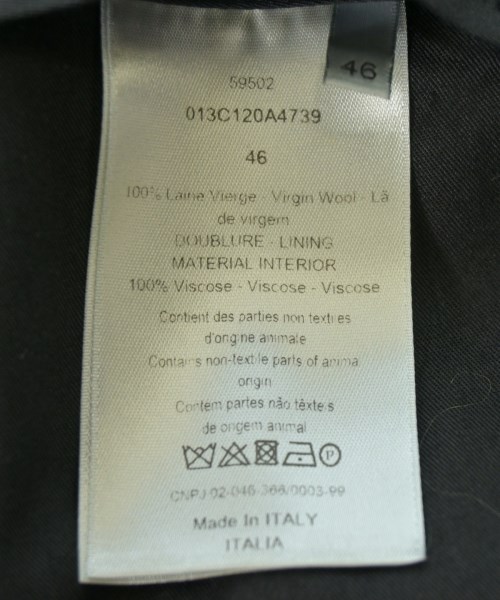 46
59502
013C120A4739
46
100% Laine Vierge - Virgin Wool - Lã
de virgem
DOUBLURE - LINING
MATERIAL INTERIOR
100% Viscose - Viscose - Viscose
Contient des parties non textiles
d'origine animale
Contains non-textile parts of anima
origin
Contem partes não têxteis
de origem animal
P
CNPJ 02-046-366/0003-99
Made In ITALY
ITALIA